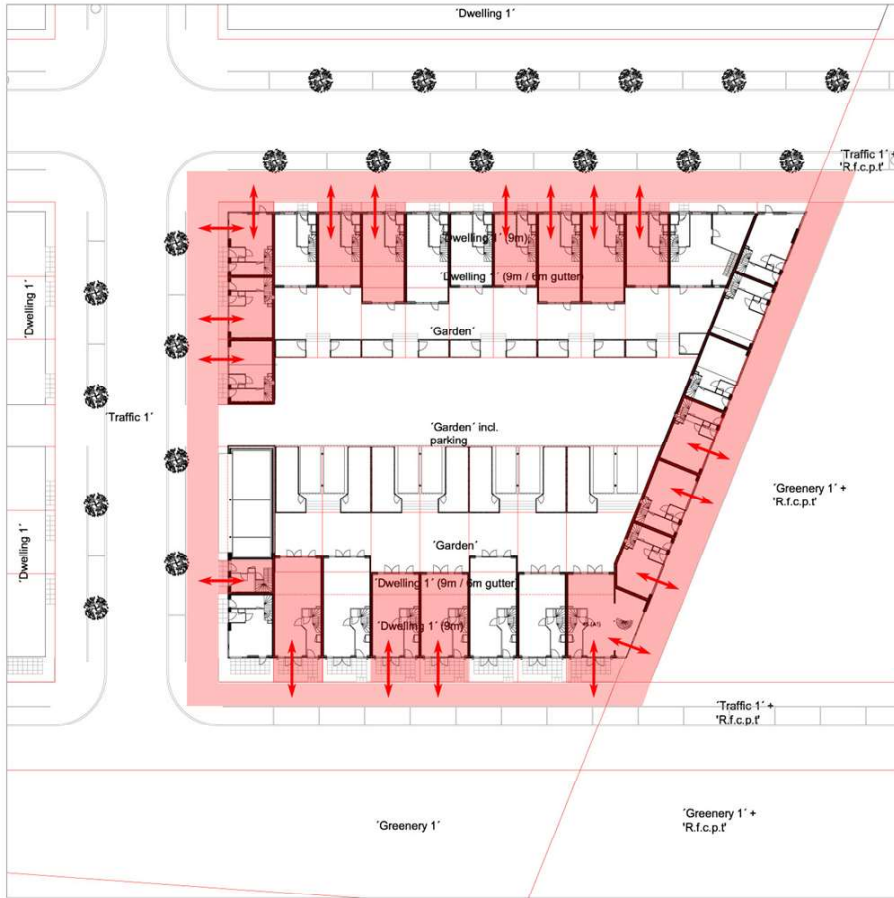 ´Dwelling 1´
´Traffic 1´ +
'R.f.c.p.t'
´Dwelling 1´ (9m)
´Dwelling 1´ (9m / 6m gutter)
´Dwelling 1´
´Garden´
´Traffic 1´
´Garden´ incl.
parking
´Greenery 1´ +
'R.f.c.p.t'
´Dwelling 1´
´Garden´
´Dwelling 1´ (9m / 6m gutter)
´Dwelling 1´ (9m)
´Traffic 1´ +
'R.f.c.p.t'
´Greenery 1´
´Greenery 1´ +
'R.f.c.p.t'